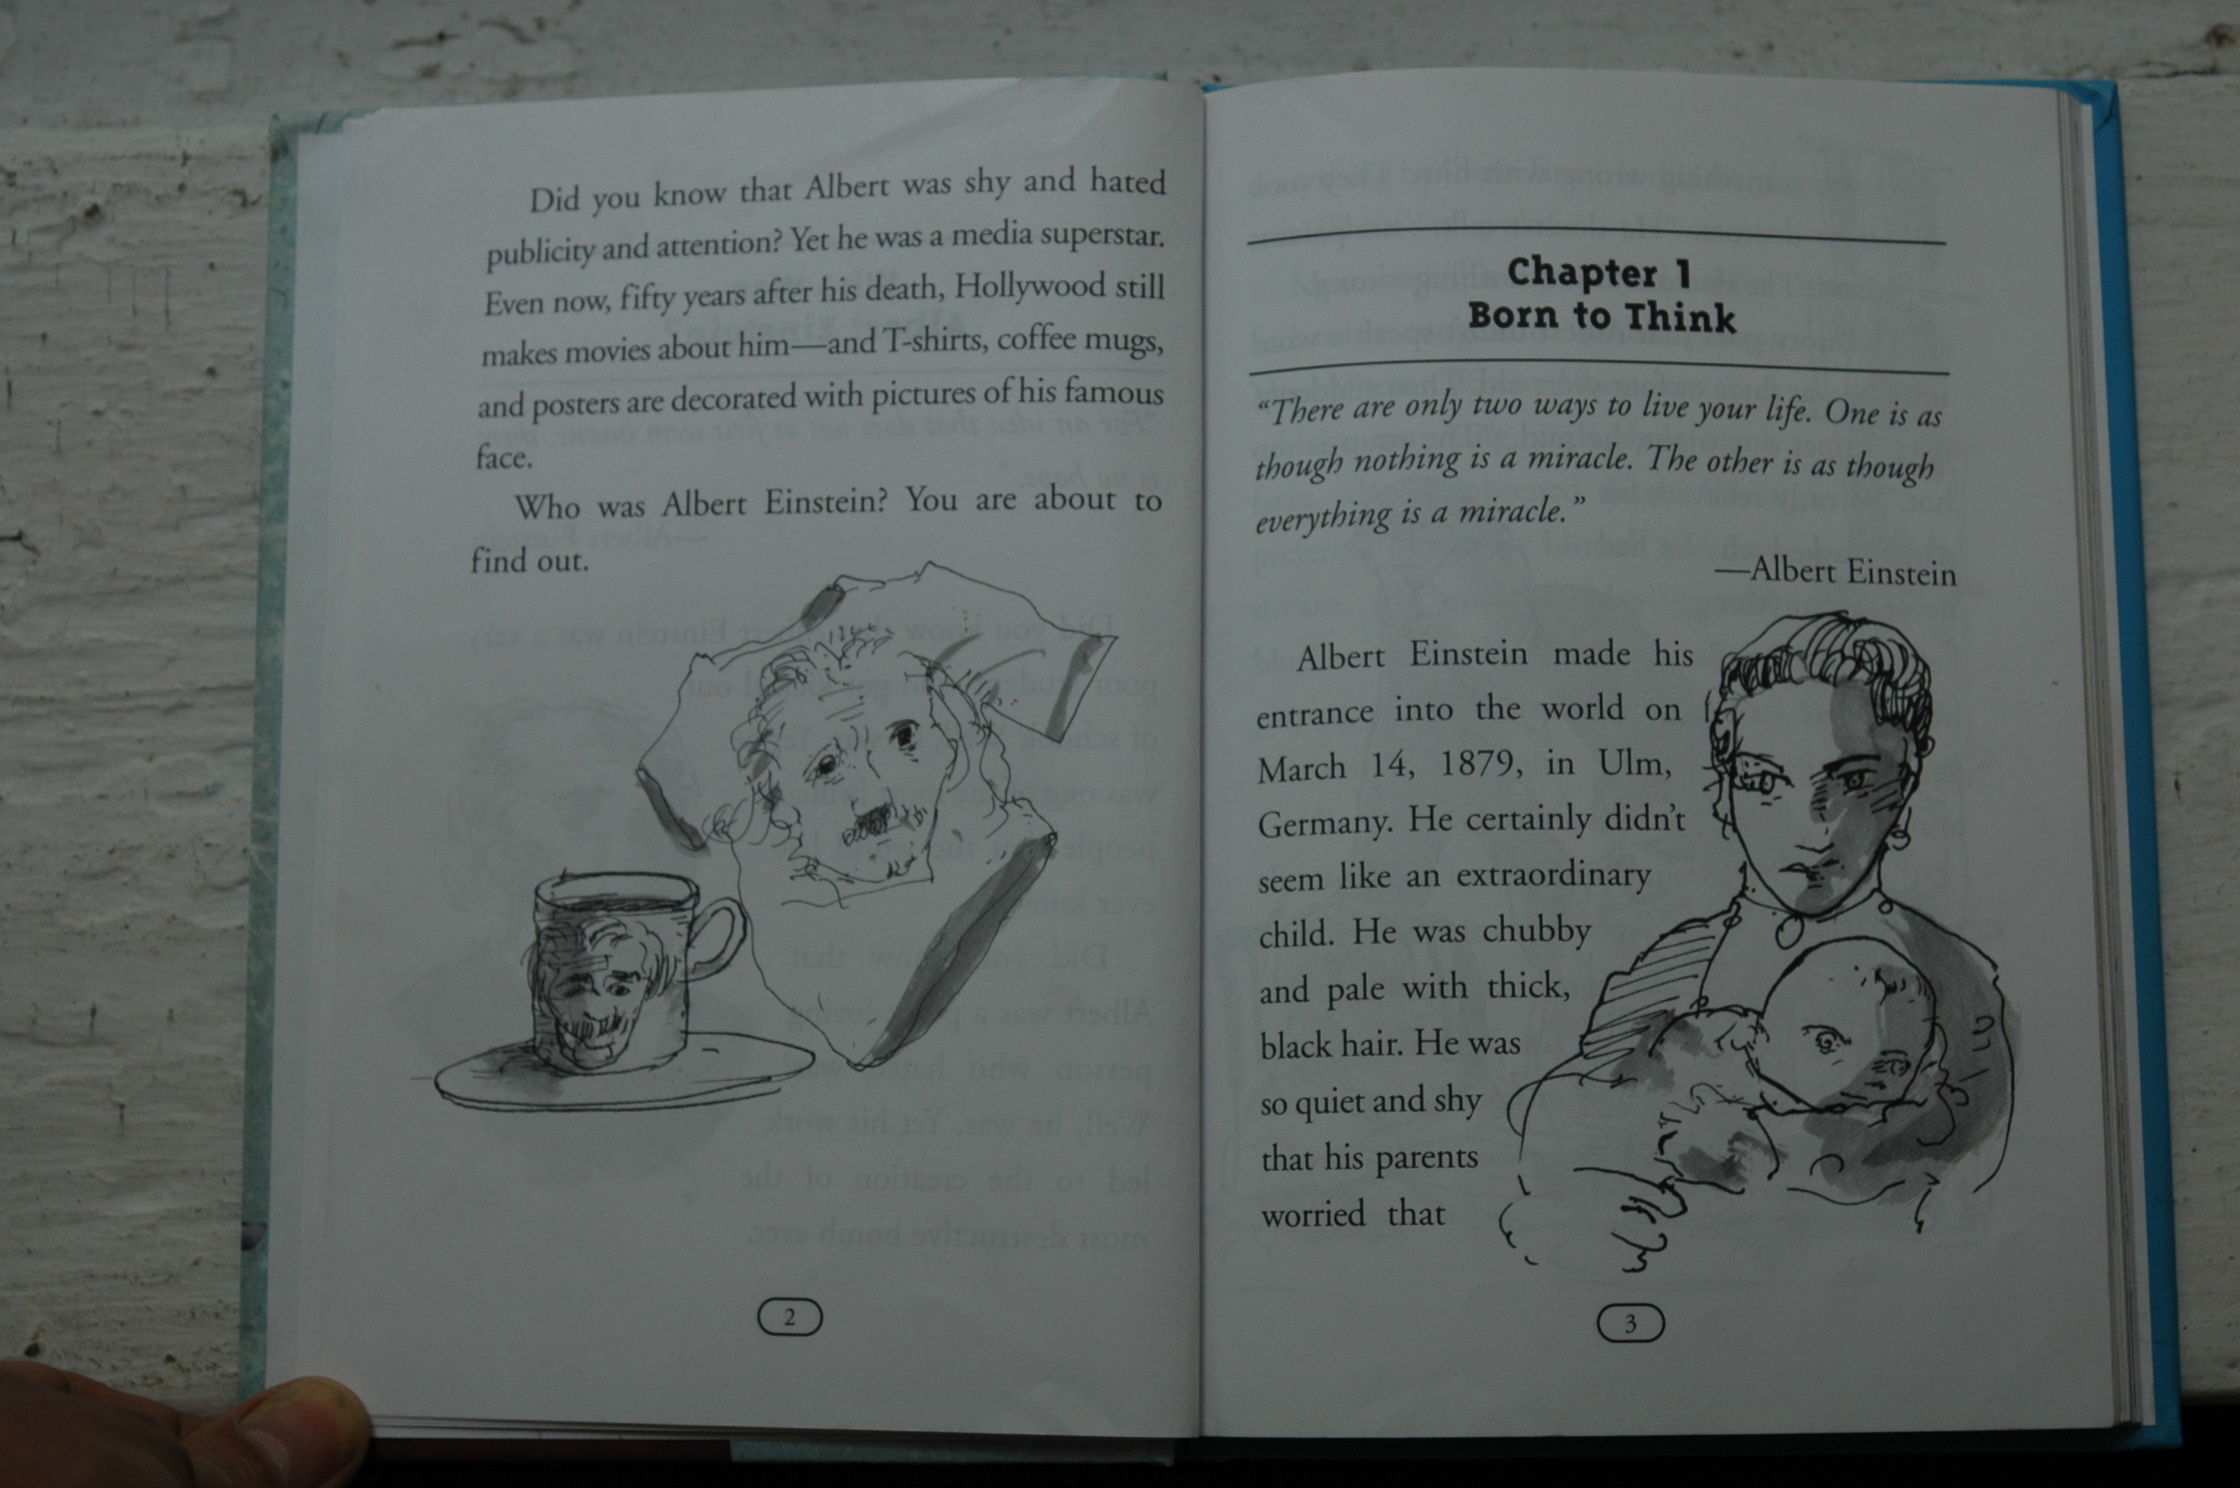 Did you know that Albert was shy and hated
publicity and attention? Yet he was a media superstar.
Even now, fifty years after his death, Hollywood still
makes movies about him—and T-shirts, coffee mugs,
and posters are decorated with pictures of his famous
face.
Who was Albert Einstein? You are about to
find out.
2
Chapter 1
Born to Think
“There are only two ways to live your life. One is as
though nothing is a miracle. The other is as though
everything is a miracle.”
—Albert Einstein
Albert Einstein made his
entrance into the world on
March 14, 1879, in Ulm,
Germany. He certainly didn’t
seem like an extraordinary
child. He was chubby
and pale with thick,
black hair. He was
so quiet and shy
that his parents
worried that
3